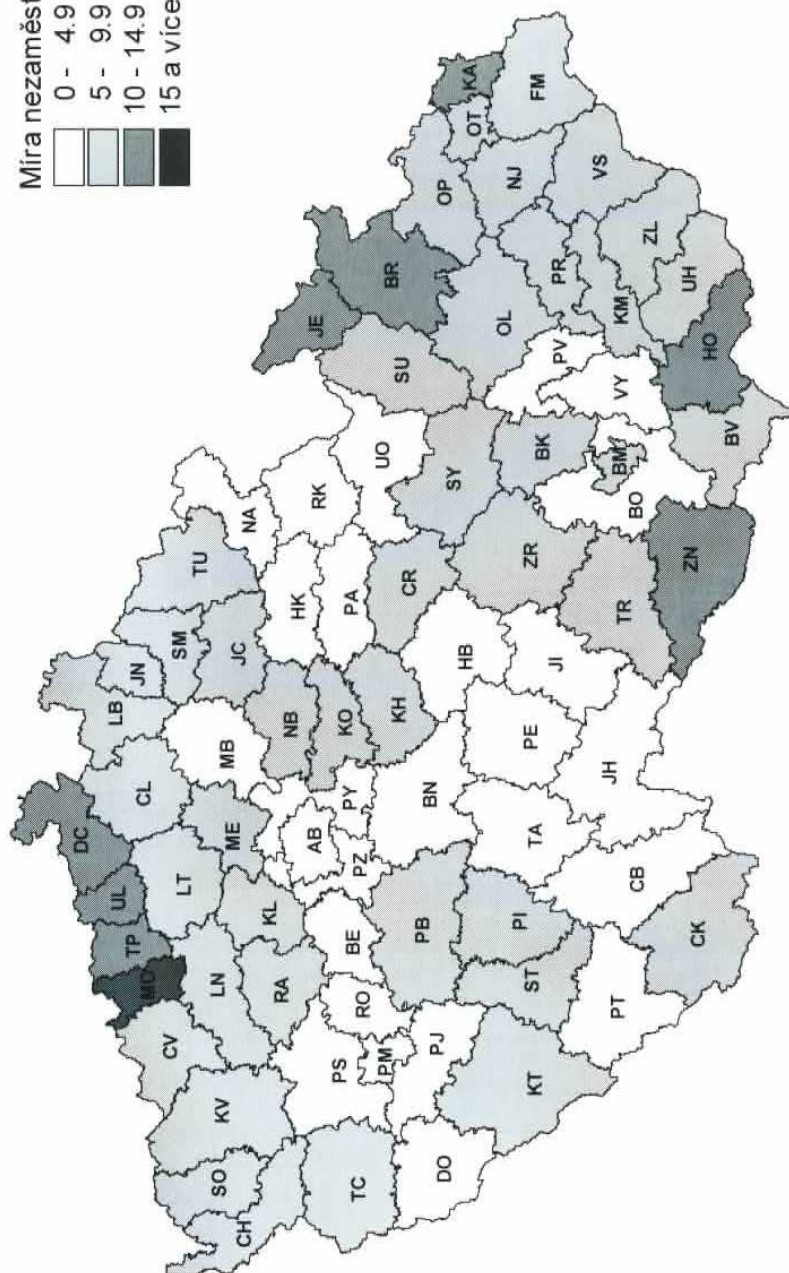 Míra nezaměst
0 - 4.9
5 - 9.9
10 - 14.9
15 a více
DC
UL
TP
MO
CV
KV
SO
CH
LB
JN
CL
LT
LN
SM
TU
JC
MB
ME
KL
RA
NA
NB
KO
KH
AB
PY
PZ
BE
RO
PS
PM
TC
HK
RK
PA
UO
CR
BN
PB
PJ
DO
JE
BR
SU
SY
HB
PE
TA
PI
ST
KT
KA
OT
OP
FM
NJ
OL
PR
BK
ZR
JI
JH
CB
PT
CK
VS
PV
KM
VY
BM
BO
TR
ZL
UH
HO
BV
ZN